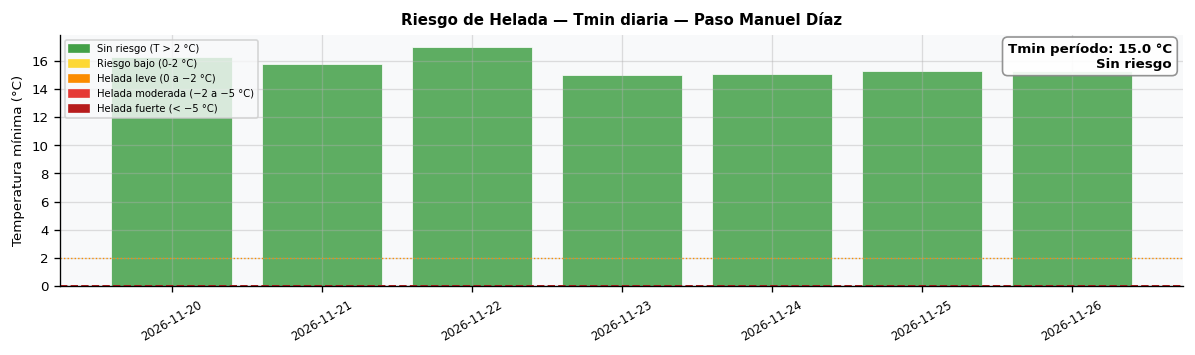 Riesgo de Helada — Tmin diaria — Paso Manuel Díaz
Sin riesgo (T > 2 °C)
Riesgo bajo (0-2 °C)
Helada leve (0 a −2 °C)
Helada moderada (−2 a −5 °C)
Helada fuerte (< −5 °C)
Tmin período: 15.0 °C
Sin riesgo
Temperatura mínima (°C)
16
14
12
10
8
6
4
2
0
2026-11-20
2026-11-21
2026-11-22
2026-11-23
2026-11-24
2026-11-25
2026-11-26